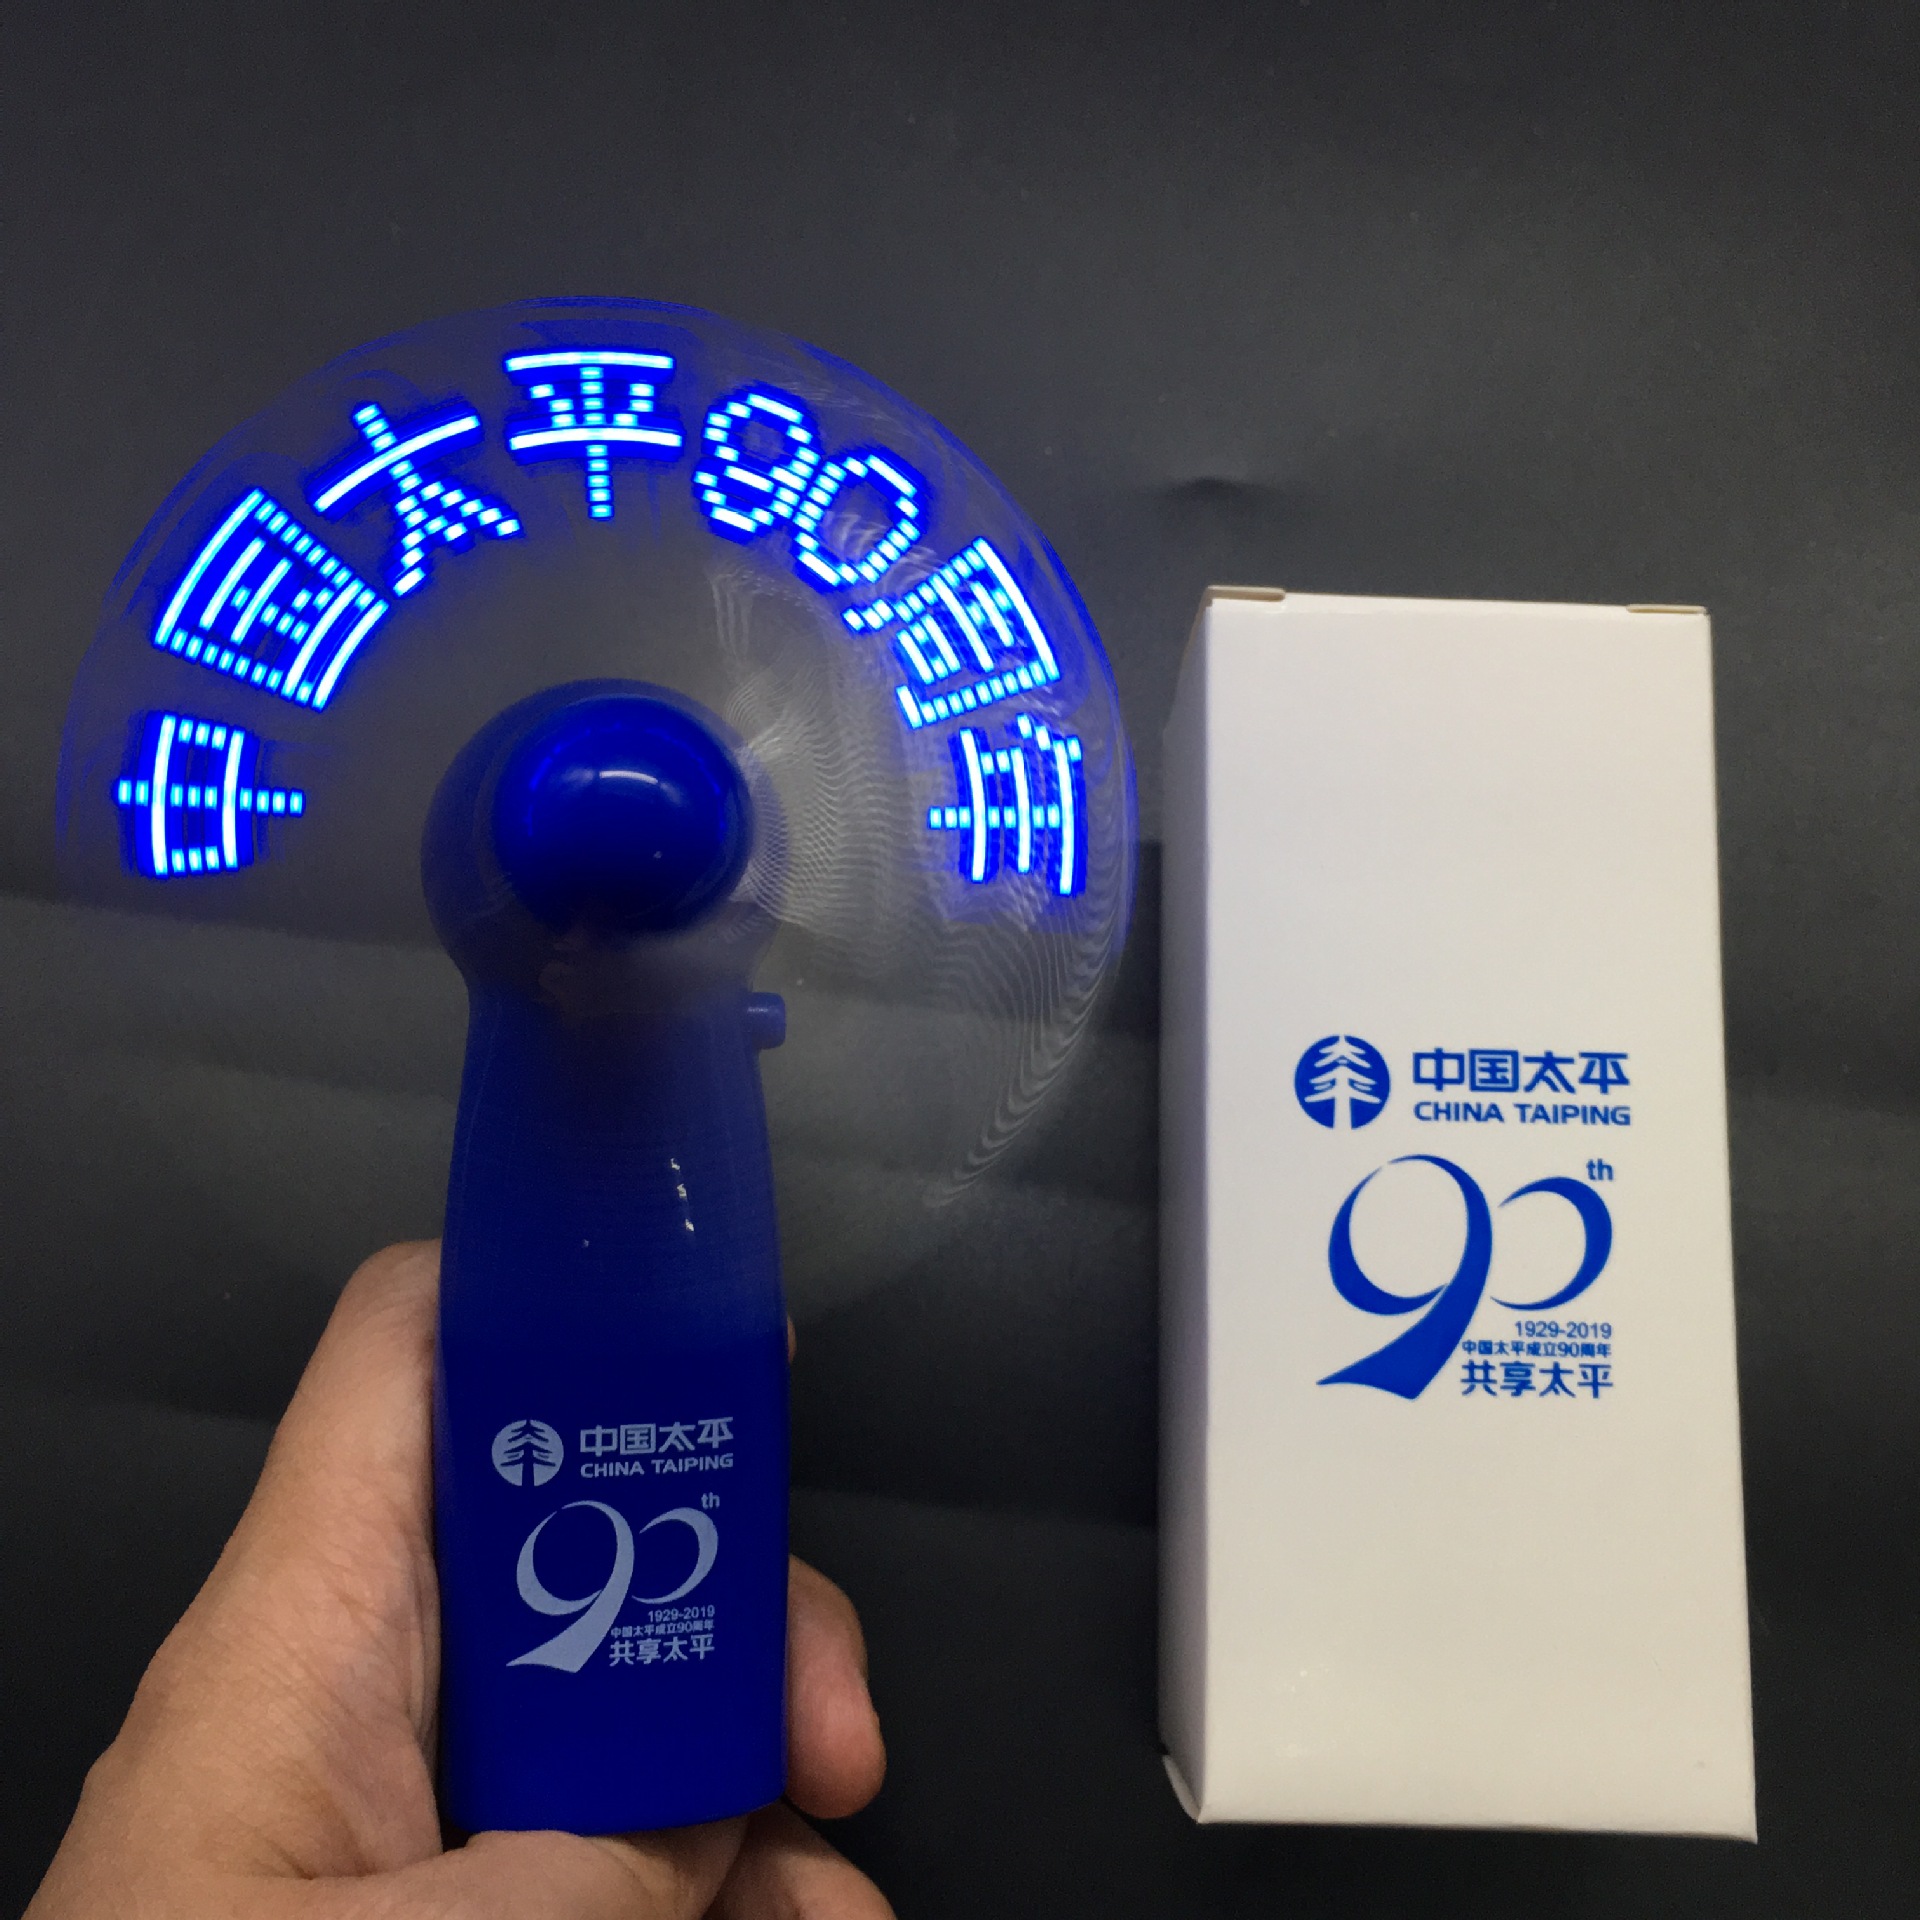 中国太平90周年
中国太平
CHINA TAIPING
90th
1929-2019
中国太平成立90周年
共享太平
中国太平
CHINA TAIPING
90th
1929-2019
中国太平成立90周年
共享太平